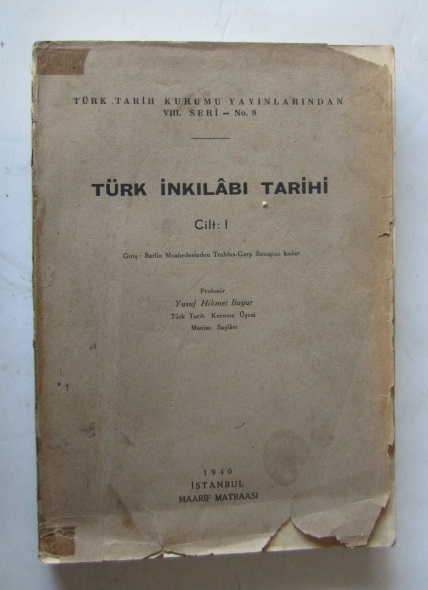 TÜRK TARİH KURUMU YAYINLARINDAN
VIII. SERİ — No. 9
TÜRK İNKILÂBI TARİHİ
Cilt: I
Giriş: Berlin Muahedesinden Trablus-Garp Savaşına kadar
Profesör
Yusuf Hikmet Bayur
Türk Tarih Kurumu Üyesi
Manisa Saylavı
1940
İSTANBUL
MAARİF MATBAASI